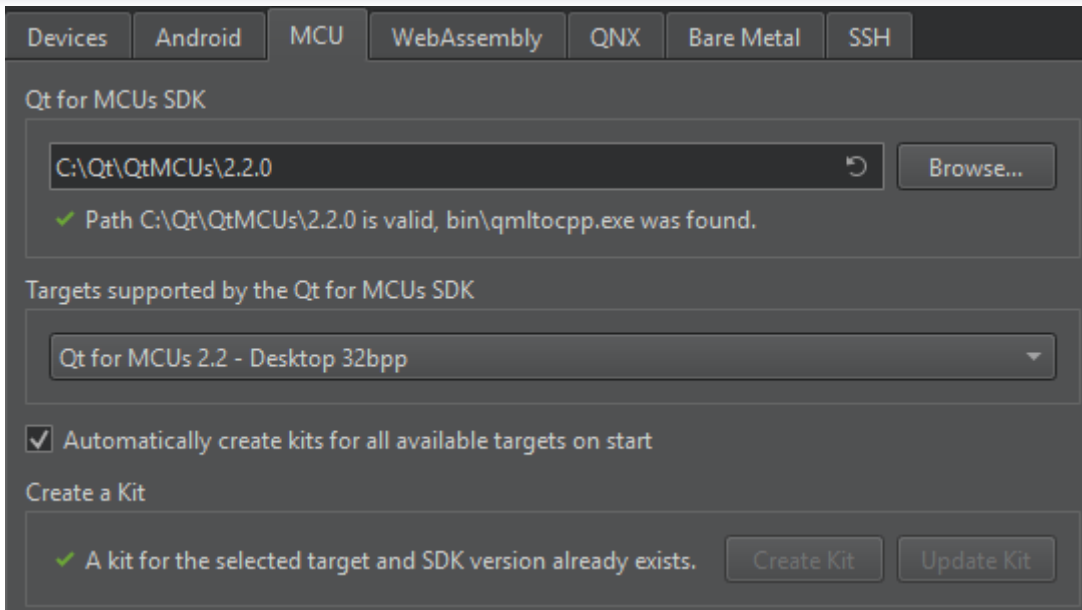 Devices Android MCU WebAssembly QNX Bare Metal SSH
Qt for MCUs SDK
C:\Qt\QtMCUs\2.2.0 Browse...
Path C:\Qt\QtMCUs\2.2.0 is valid, bin\qmltocpp.exe was found.
Targets supported by the Qt for MCUs SDK
Qt for MCUs 2.2 - Desktop 32bpp
Automatically create kits for all available targets on start
Create a Kit
A kit for the selected target and SDK version already exists. Create Kit Update Kit